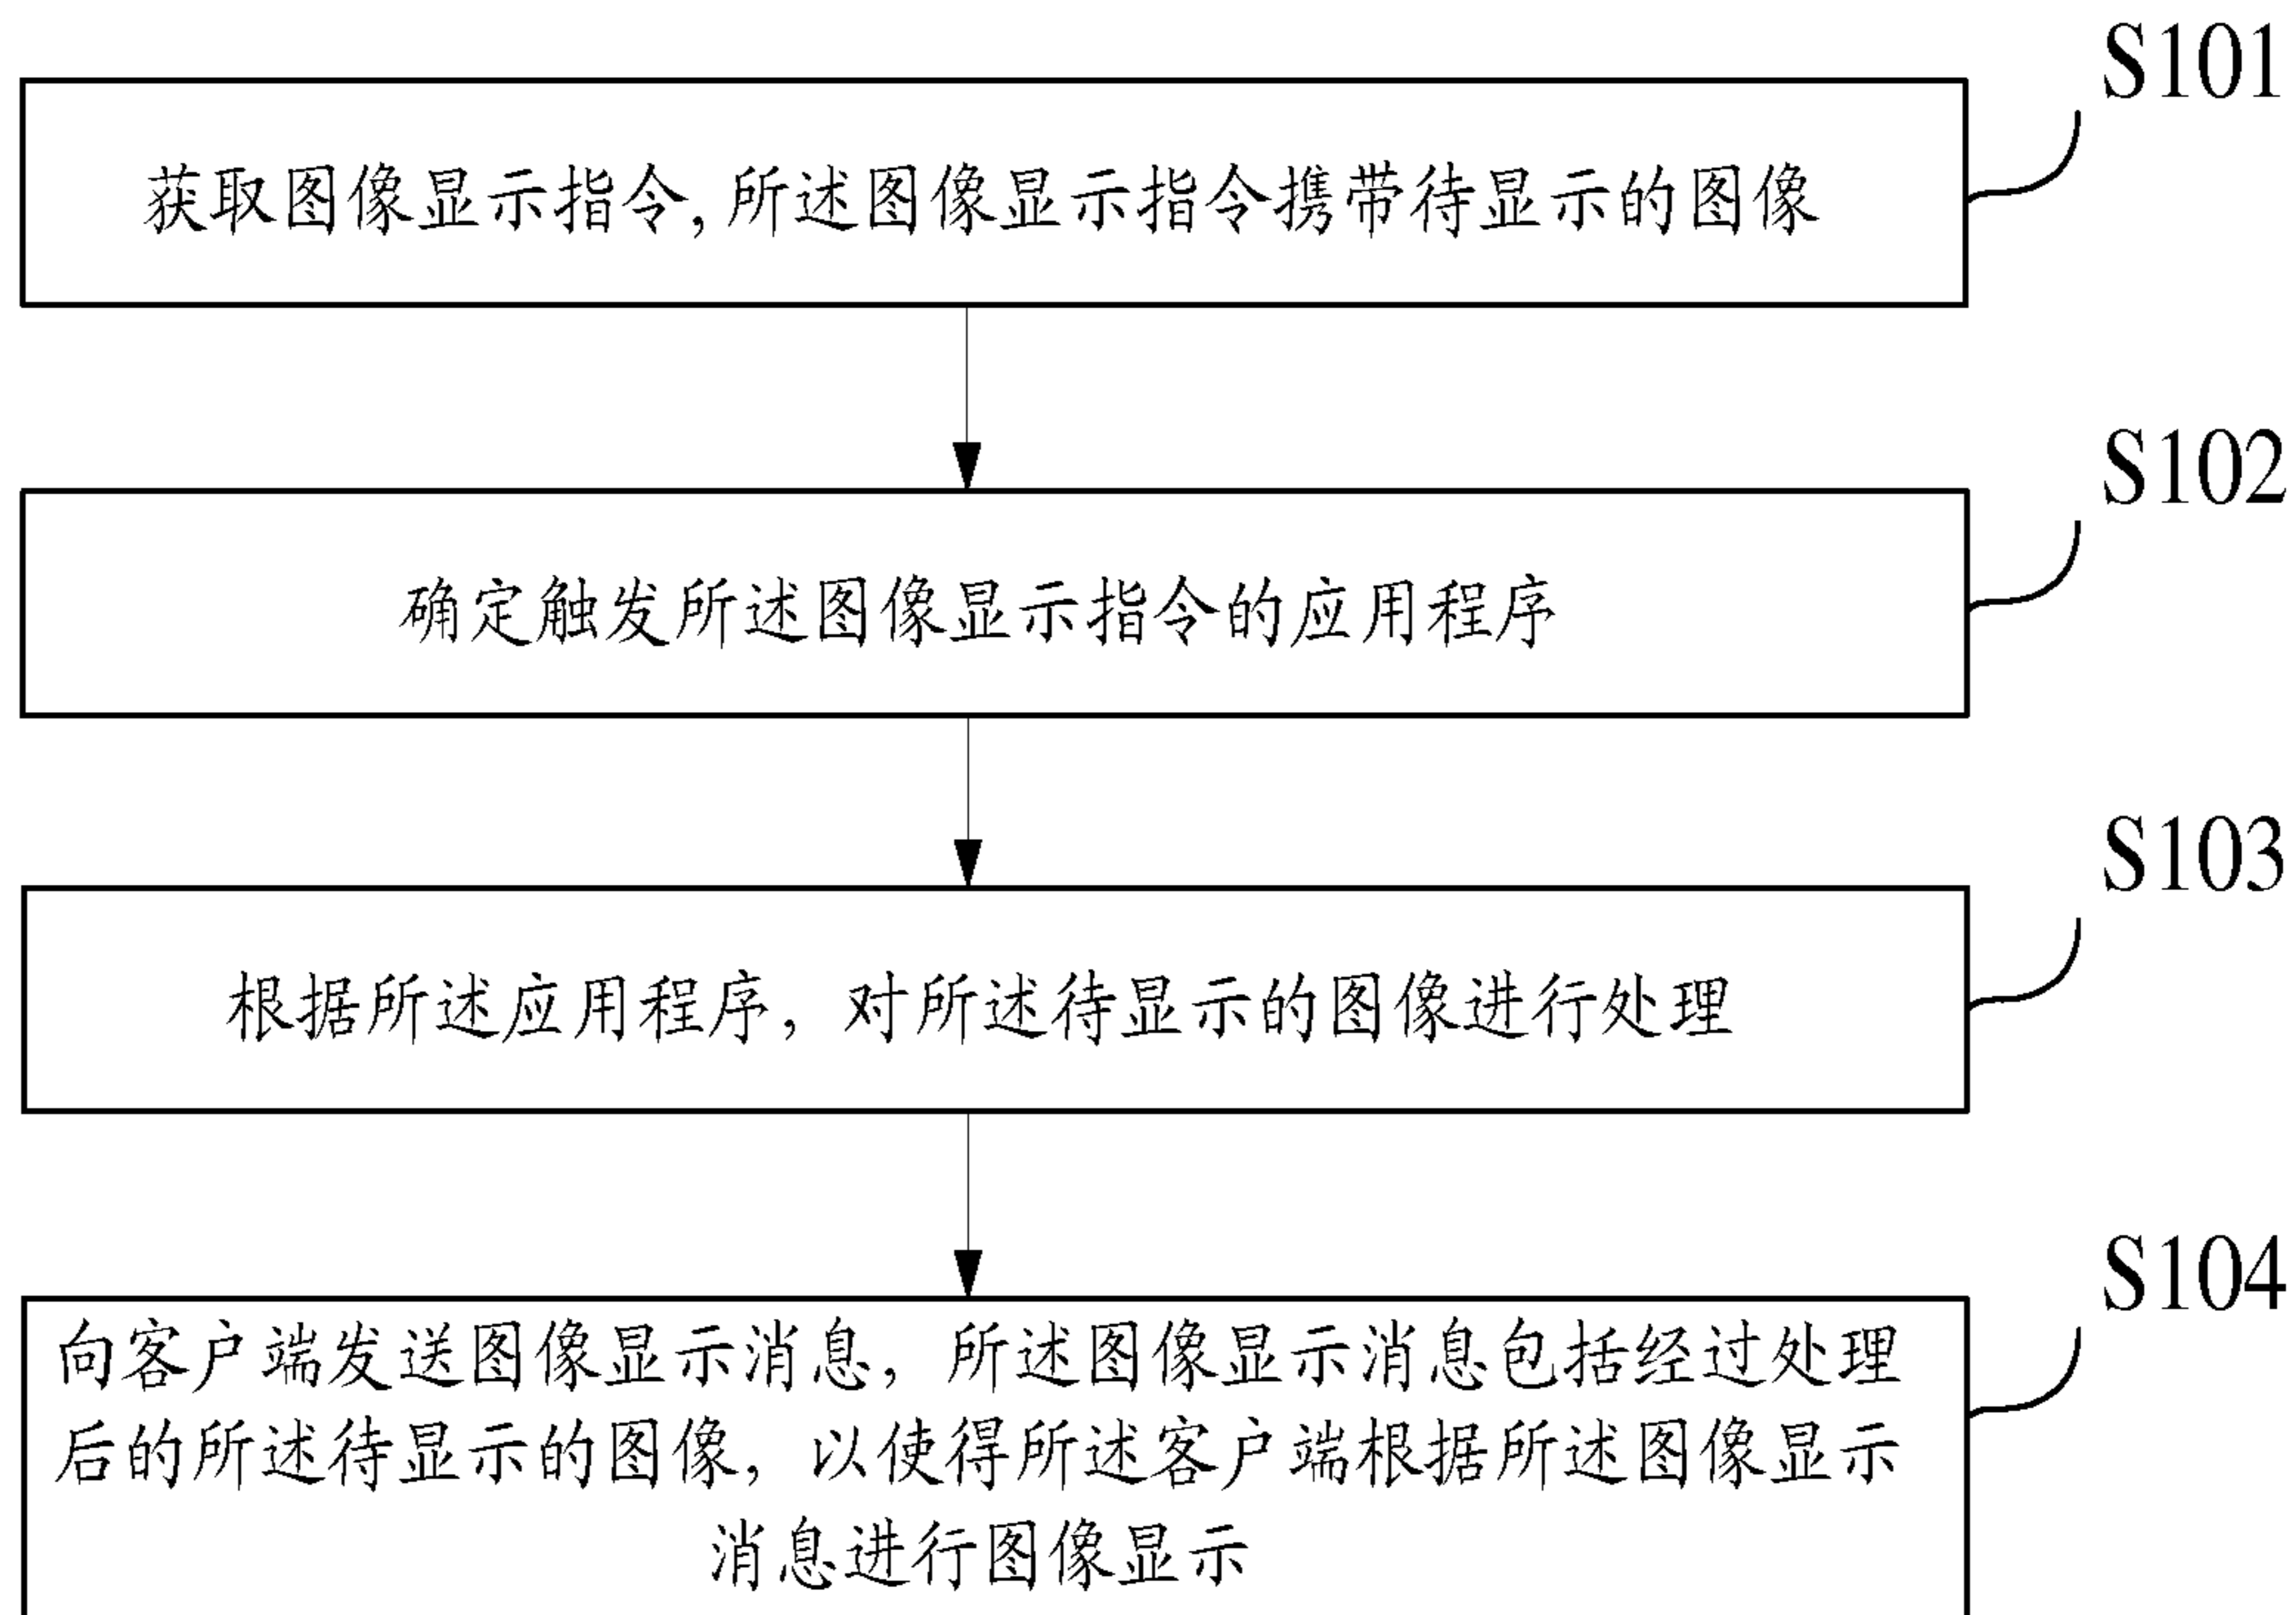 S101
获取图像显示指令,所述图像显示指令携带待显示的图像
S102
确定触发所述图像显示指令的应用程序
S103
根据所述应用程序，对所述待显示的图像进行处理
S104
向客户端发送图像显示消息，所述图像显示消息包括经过处理
后的所述待显示的图像，以使得所述客户端根据所述图像显示
消息进行图像显示